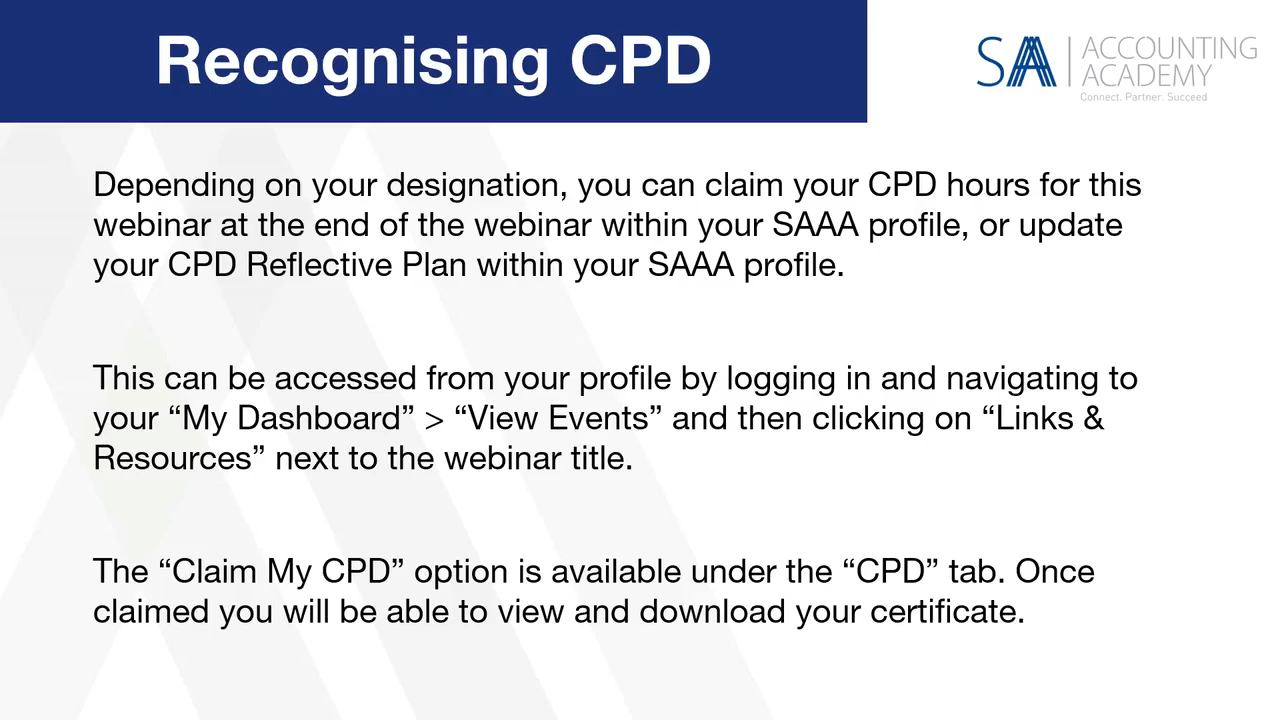 Recognising CPD
SAA
ACCOUNTING
ACADEMY
Connect. Partner. Succeed
Depending on your designation, you can claim your CPD hours for this
webinar at the end of the webinar within your SAAA profile, or update
your CPD Reflective Plan within your SAAA profile.
This can be accessed from your profile by logging in and navigating to
your “My Dashboard” > “View Events” and then clicking on “Links &
Resources” next to the webinar title.
The “Claim My CPD” option is available under the “CPD” tab. Once
claimed you will be able to view and download your certificate.